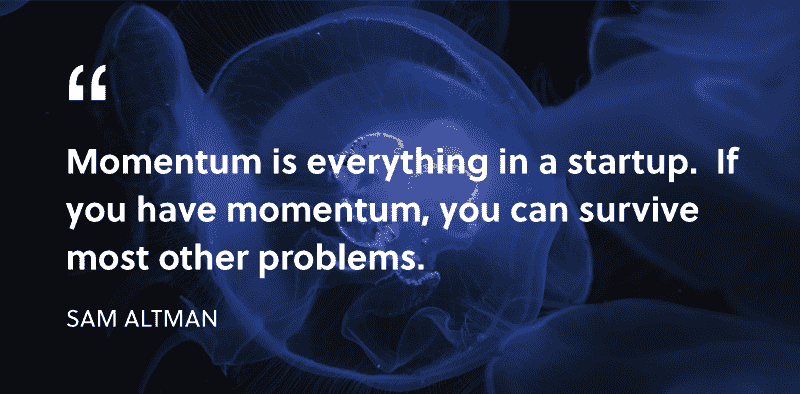 “
Momentum is everything in a startup.  If
you have momentum, you can survive
most other problems.
SAM ALTMAN